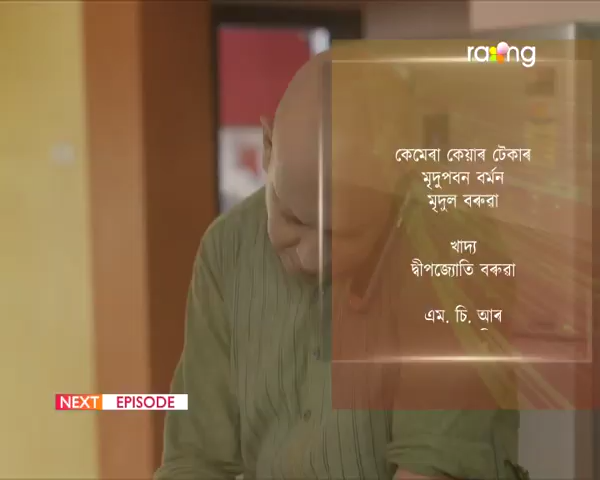 rang
কেমেৰা কেয়াৰ টেকাৰ
মৃদুপবন বৰ্মন
মৃদুল বৰুৱা
খাদ্য
দ্বীপজ্যোতি বৰুৱা
এম. চি. আৰ
NEXT EPISODE